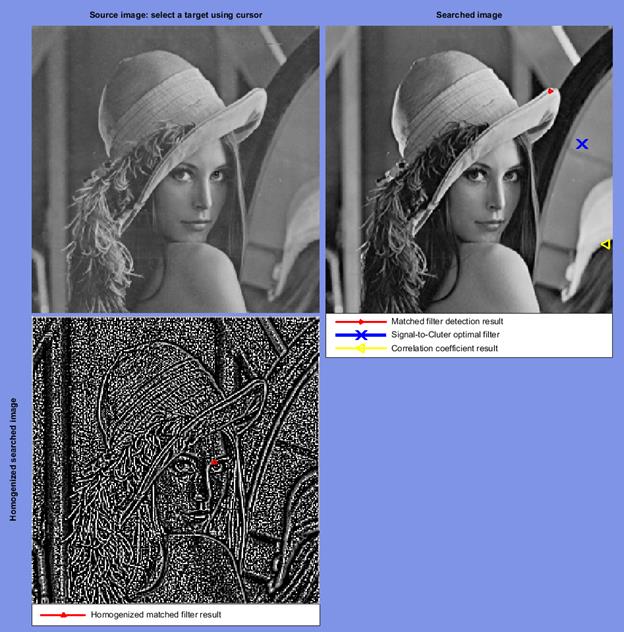 Source image: select a target using cursor
Searched image
Matched filter detection result
Signal-to-Cluter optimal filter
Correlation coefficient result
Homogenized searched image
Homogenized matched filter result